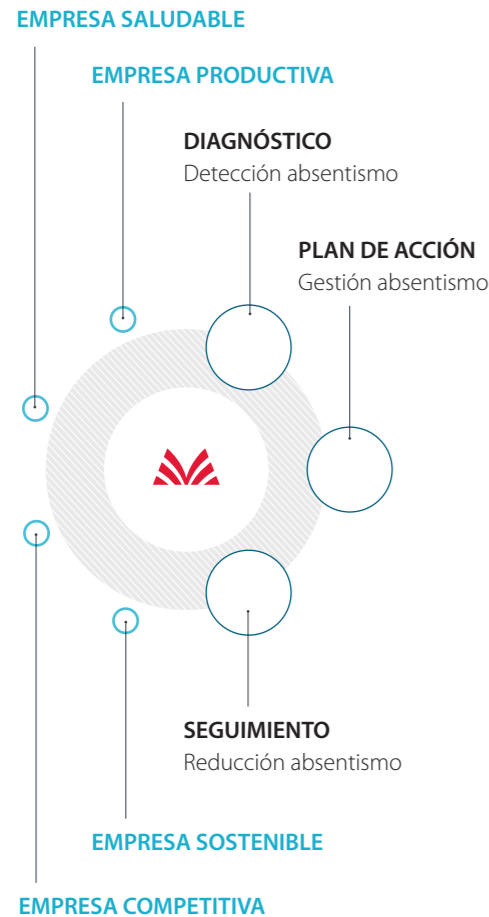 EMPRESA SALUDABLE
EMPRESA PRODUCTIVA
DIAGNÓSTICO
Detección absentismo
PLAN DE ACCIÓN
Gestión absentismo
SEGUIMIENTO
Reducción absentismo
EMPRESA SOSTENIBLE
EMPRESA COMPETITIVA